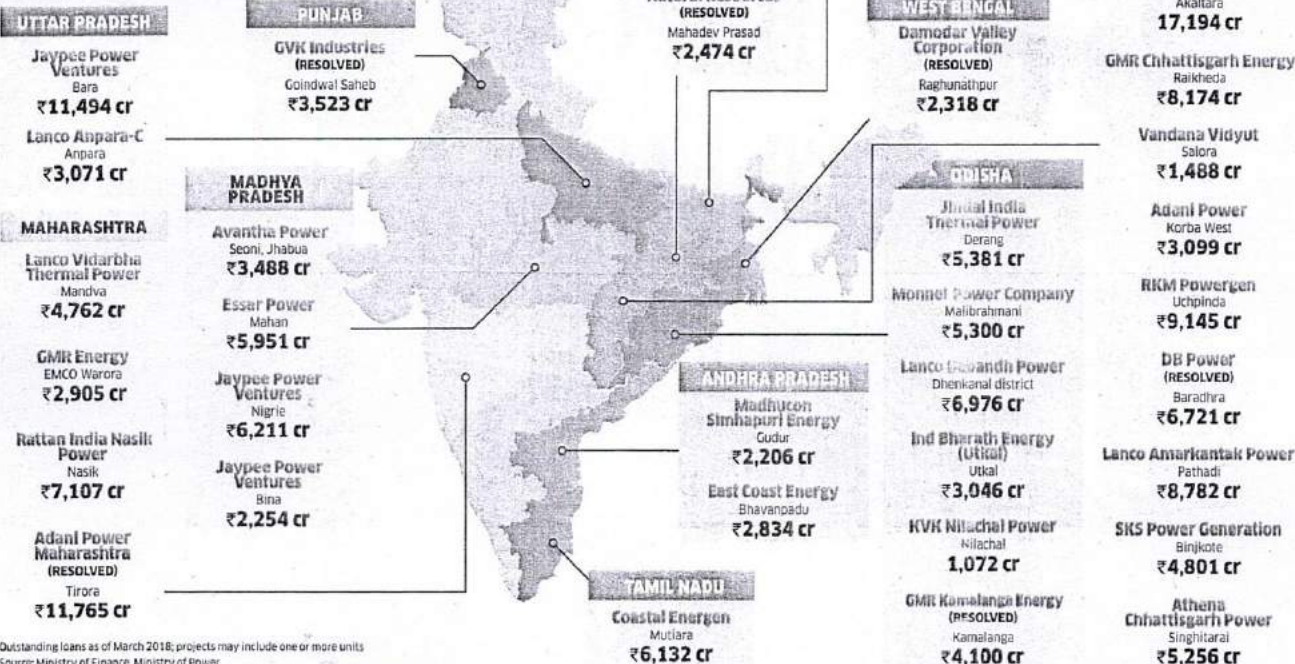 UTTAR PRADESH
Jaypee Power
Ventures
Bara
₹11,494 cr
Lanco Anpara-C
Anpara
₹3,071 cr
MAHARASHTRA
Lanco Vidarbha
Thermal Power
Mandva
₹4,762 cr
GMR Energy
EMCO Warora
₹2,905 cr
Rattan India Nasik
Power
Nasik
₹7,107 cr
Adani Power
Maharashtra
(RESOLVED)
Tirora
₹11,765 cr
PUNJAB
GVK Industries
(RESOLVED)
Goindwal Saheb
₹3,523 cr
MADHYA
PRADESH
Avantha Power
Seoni, Jhabua
₹3,488 cr
Essar Power
Mahan
₹5,951 cr
Jaypee Power
Ventures
Nigrie
₹6,211 cr
Jaypee Power
Ventures
Bina
₹2,254 cr
(RESOLVED)
Mahadev Prasad
₹2,474 cr
ANDHRA PRADESH
Madhucon
Simhapuri Energy
Gudur
₹2,206 cr
East Coast Energy
Bhavanpadu
₹2,834 cr
TAMIL NADU
Coastal Energen
Mutiara
₹6,132 cr
WEST BENGAL
Damodar Valley
Corporation
(RESOLVED)
Raghunathpur
₹2,318 cr
ODISHA
Jindal India
Thermal Power
Derang
₹5,381 cr
Monnet Power Company
Malibrahmani
₹5,300 cr
Lanco Babandh Power
Dhenkanal district
₹6,976 cr
Ind Bharath Energy
(Utkal)
Utkal
₹3,046 cr
KVK Nilachal Power
Nilachal
1,072 cr
GMR Kamalanga Energy
(RESOLVED)
Kamalanga
₹4,100 cr
Akaltara
17,194 cr
GMR Chhattisgarh Energy
Raikheda
₹8,174 cr
Vandana Vidyut
Salora
₹1,488 cr
Adani Power
Korba West
₹3,099 cr
RKM Powergen
Uchpinda
₹9,145 cr
DB Power
(RESOLVED)
Baradhra
₹6,721 cr
Lanco Amarkantak Power
Pathadi
₹8,782 cr
SKS Power Generation
Binjkote
₹4,801 cr
Athena
Chhattisgarh Power
Singhitarai
₹5,256 cr
Outstanding loans as of March 2018; projects may include one or more units
Source: Ministry of Finance, Ministry of Power